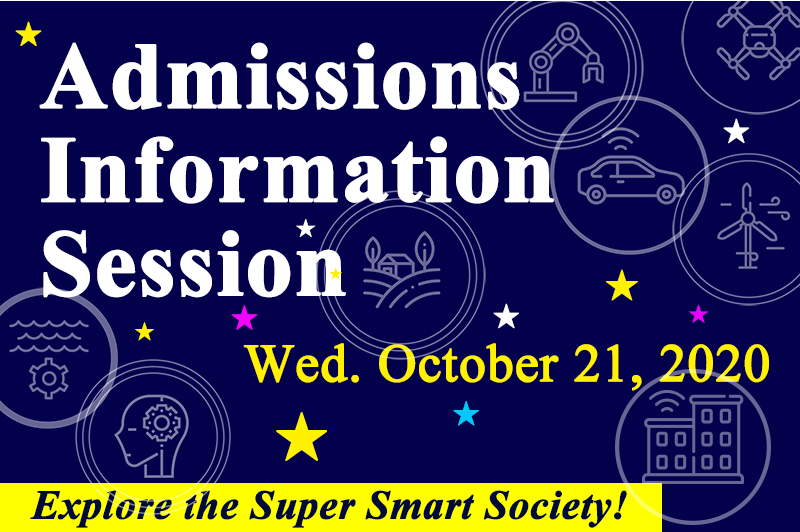 Admissions
Information
Session
Wed. October 21, 2020
Explore the Super Smart Society!